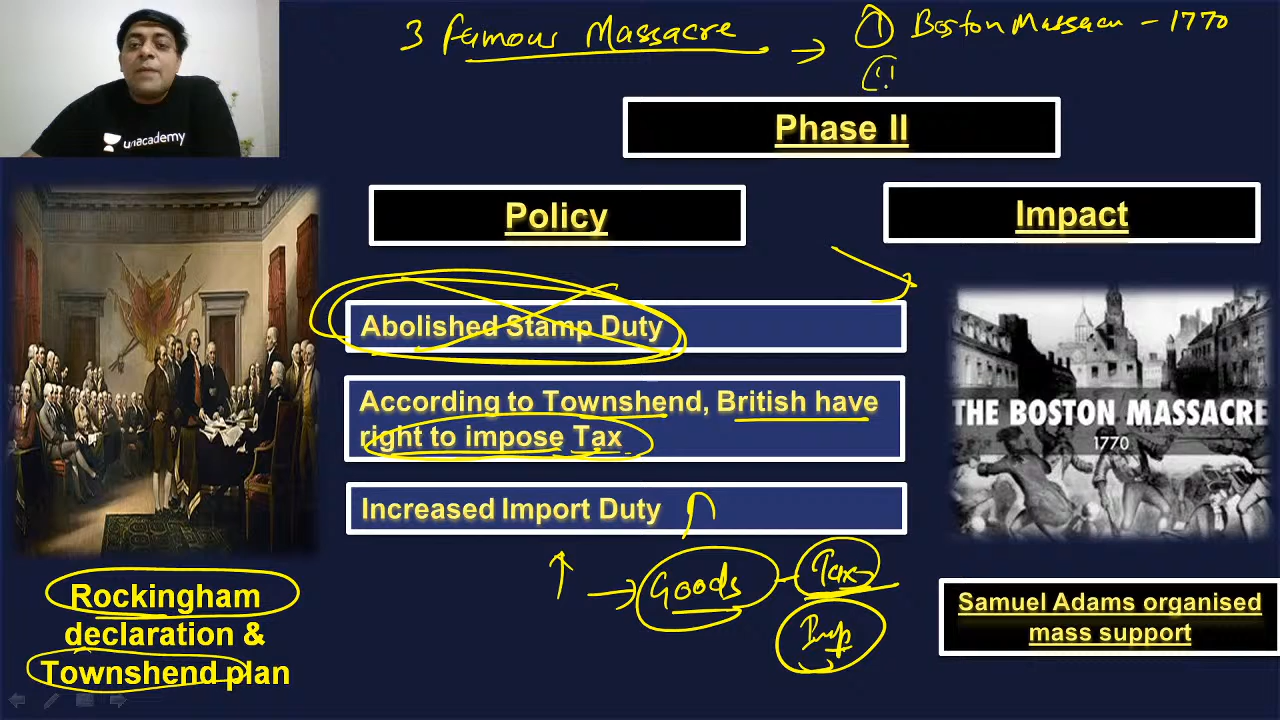 3 famous Massacre → (1) Boston Massacre – 1770
(ii)
unacademy
Phase II
Policy
Impact
Abolished Stamp Duty
According to Townshend, British have
right to impose Tax
Increased Import Duty
THE BOSTON MASSACRE
1770
→ Goods – Tax
Imp
Rockingham
declaration &
Townshend plan
Samuel Adams organised
mass support